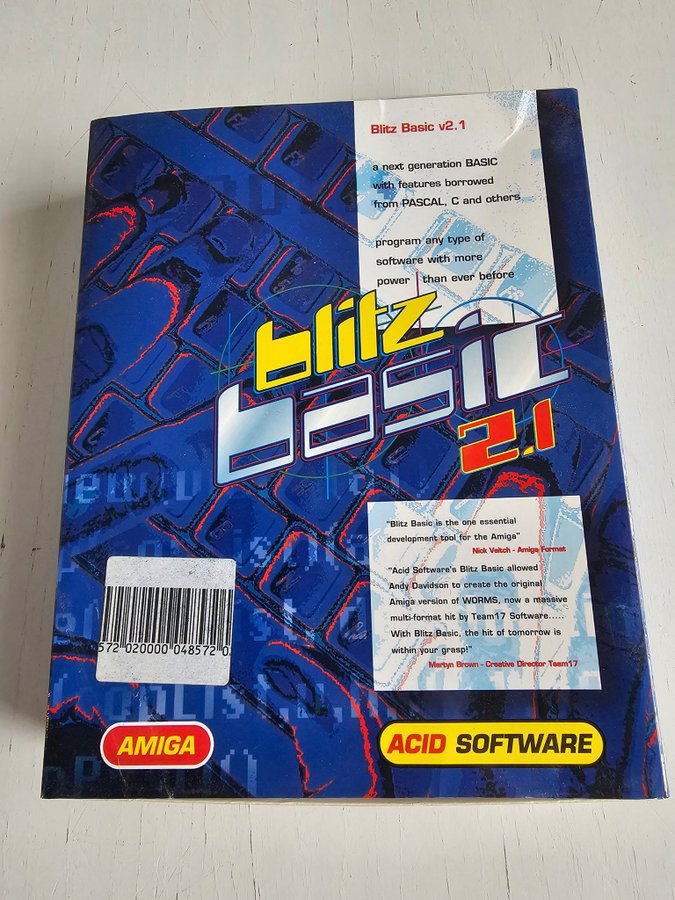 Blitz Basic v2.1
a next generation BASIC
with features borrowed
from PASCAL, C and others
program any type of
software with more
power than ever before
blitz
basic
2.1
"Blitz Basic is the one essential
development tool for the Amiga"
Nick Veitch - Amiga Format
"Acid Software's Blitz Basic allowed
Andy Davidson to create the original
Amiga version of WORMS, now a massive
multi-format hit by Team17 Software.....
With Blitz Basic, the hit of tomorrow is
within your grasp!"
Martyn Brown - Creative Director Team17
572 020000 048572 0
AMIGA
ACID SOFTWARE